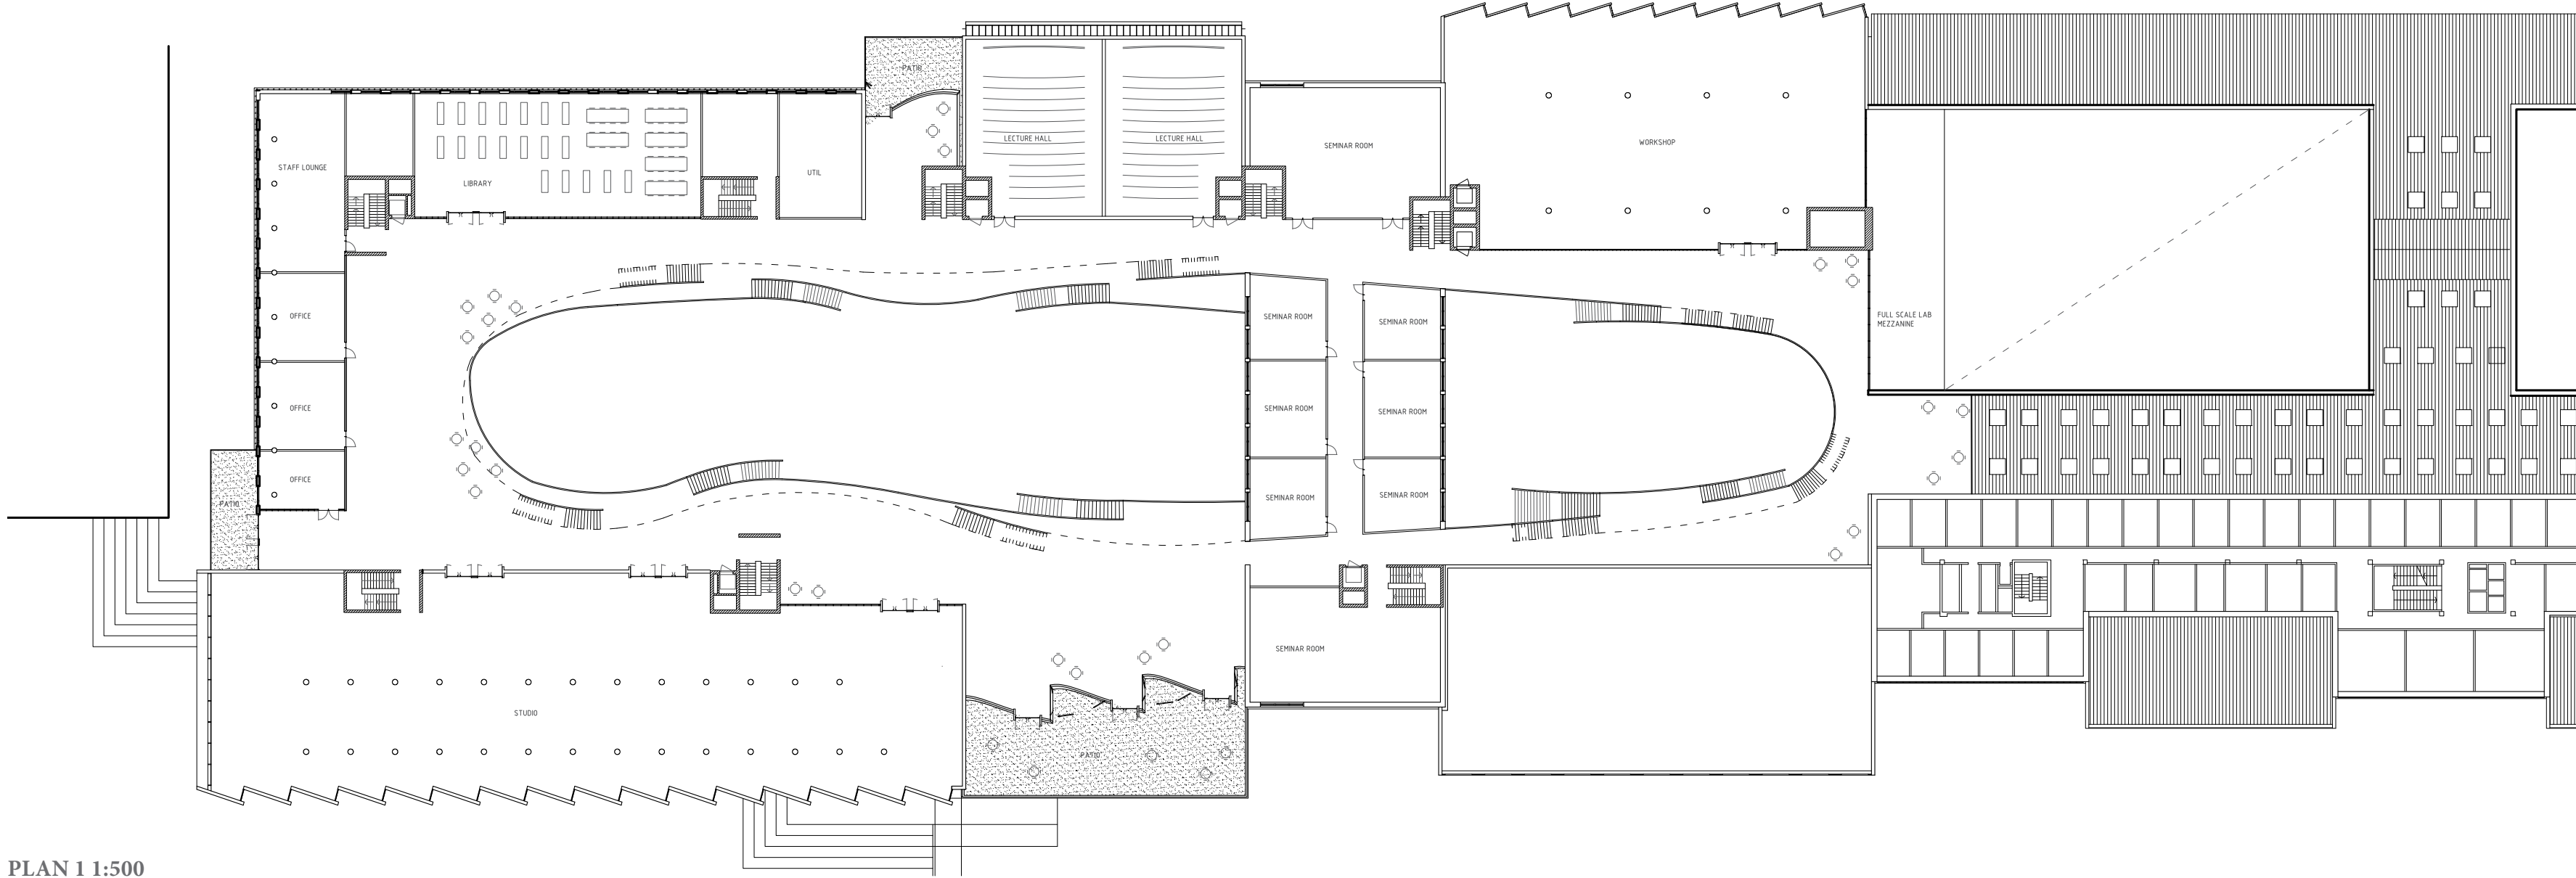 PATIO
LECTURE HALL
LECTURE HALL
SEMINAR ROOM
WORKSHOP
STAFF LOUNGE
LIBRARY
UTIL
OFFICE
SEMINAR ROOM
SEMINAR ROOM
FULL SCALE LAB
MEZZANINE
OFFICE
SEMINAR ROOM
SEMINAR ROOM
OFFICE
SEMINAR ROOM
SEMINAR ROOM
PATIO
SEMINAR ROOM
STUDIO
PATIO
PLAN 1 1:500